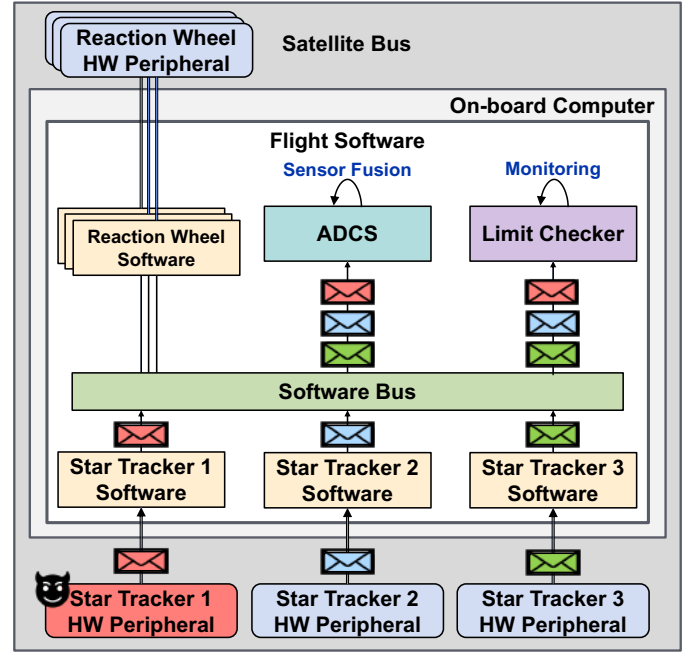 Reaction Wheel
HW Peripheral
Satellite Bus
On-board Computer
Flight Software
Sensor Fusion
Monitoring
Reaction Wheel
Software
ADCS
Limit Checker
Software Bus
Star Tracker 1
Software
Star Tracker 2
Software
Star Tracker 3
Software
Star Tracker 1
HW Peripheral
Star Tracker 2
HW Peripheral
Star Tracker 3
HW Peripheral